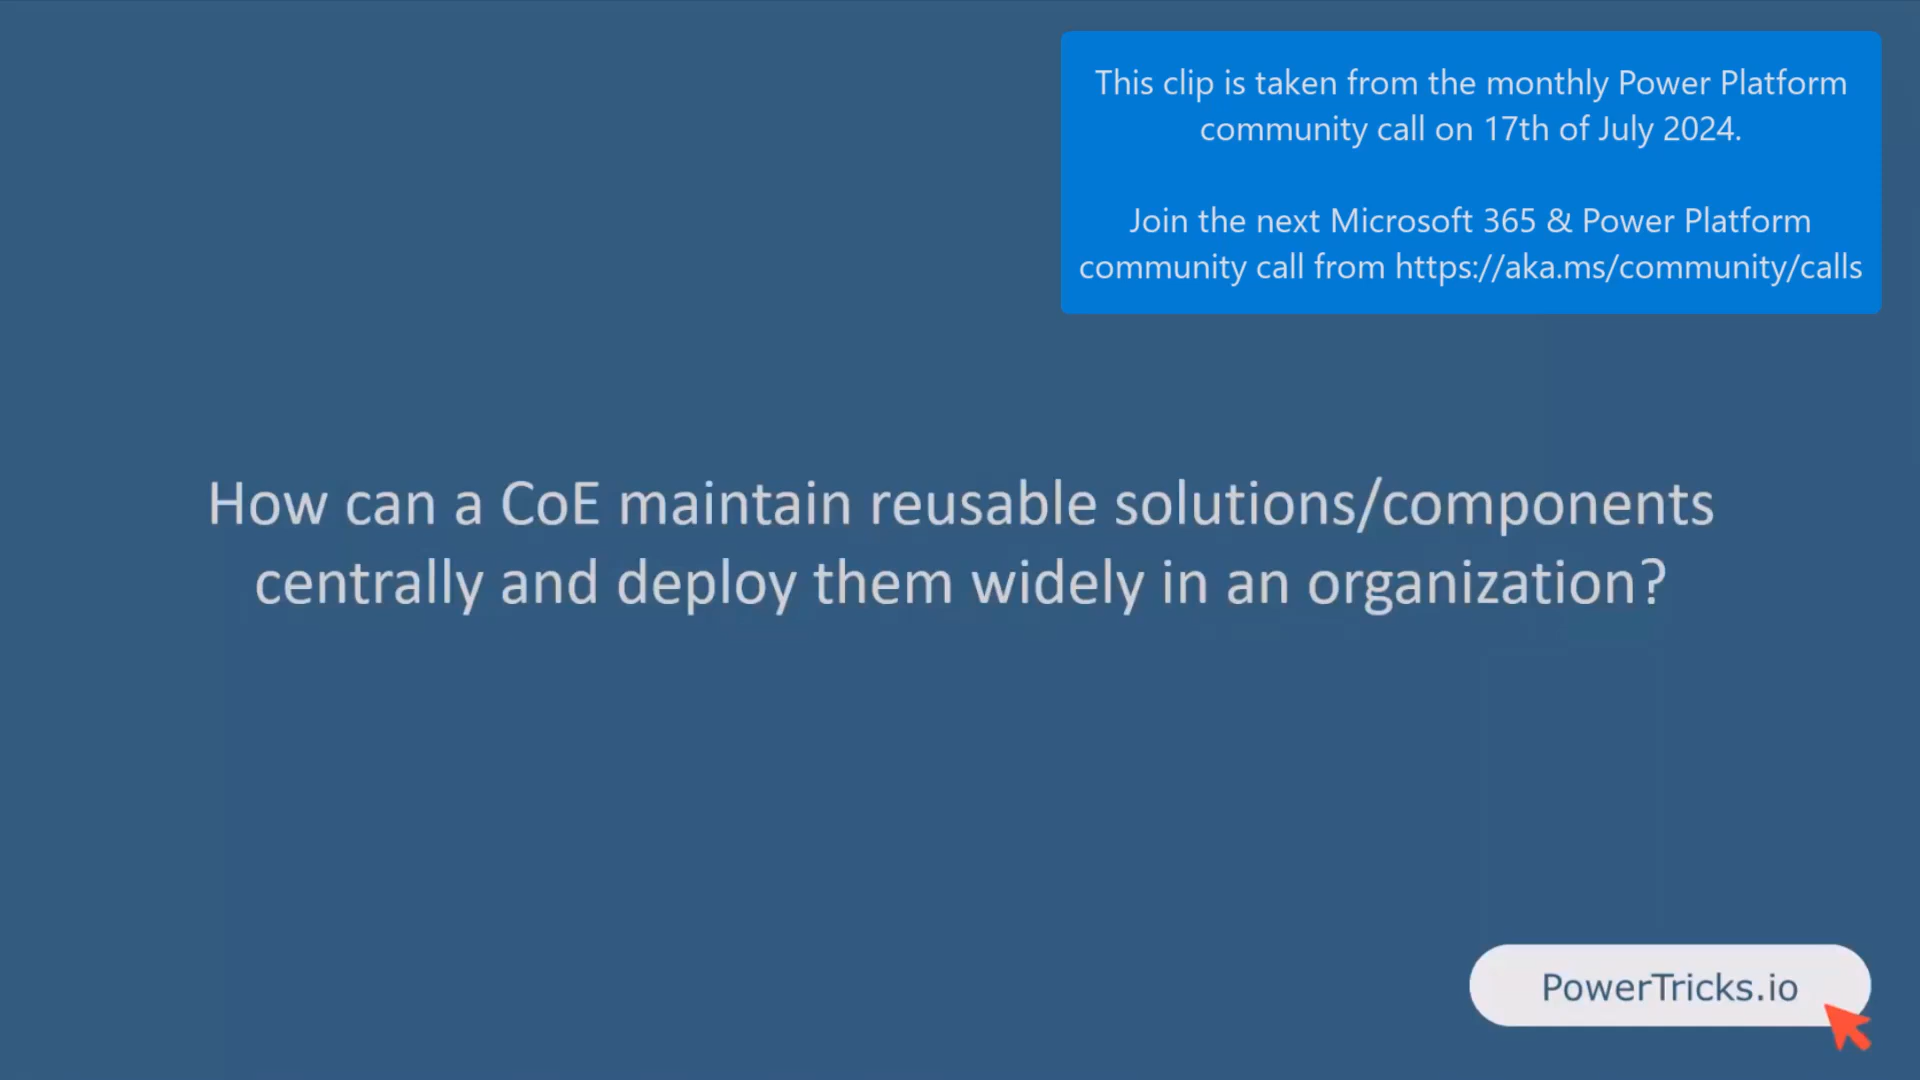 This clip is taken from the monthly Power Platform
community call on 17th of July 2024.
Join the next Microsoft 365 & Power Platform
community call from https://aka.ms/community/calls
How can a CoE maintain reusable solutions/components
centrally and deploy them widely in an organization?
PowerTricks.io